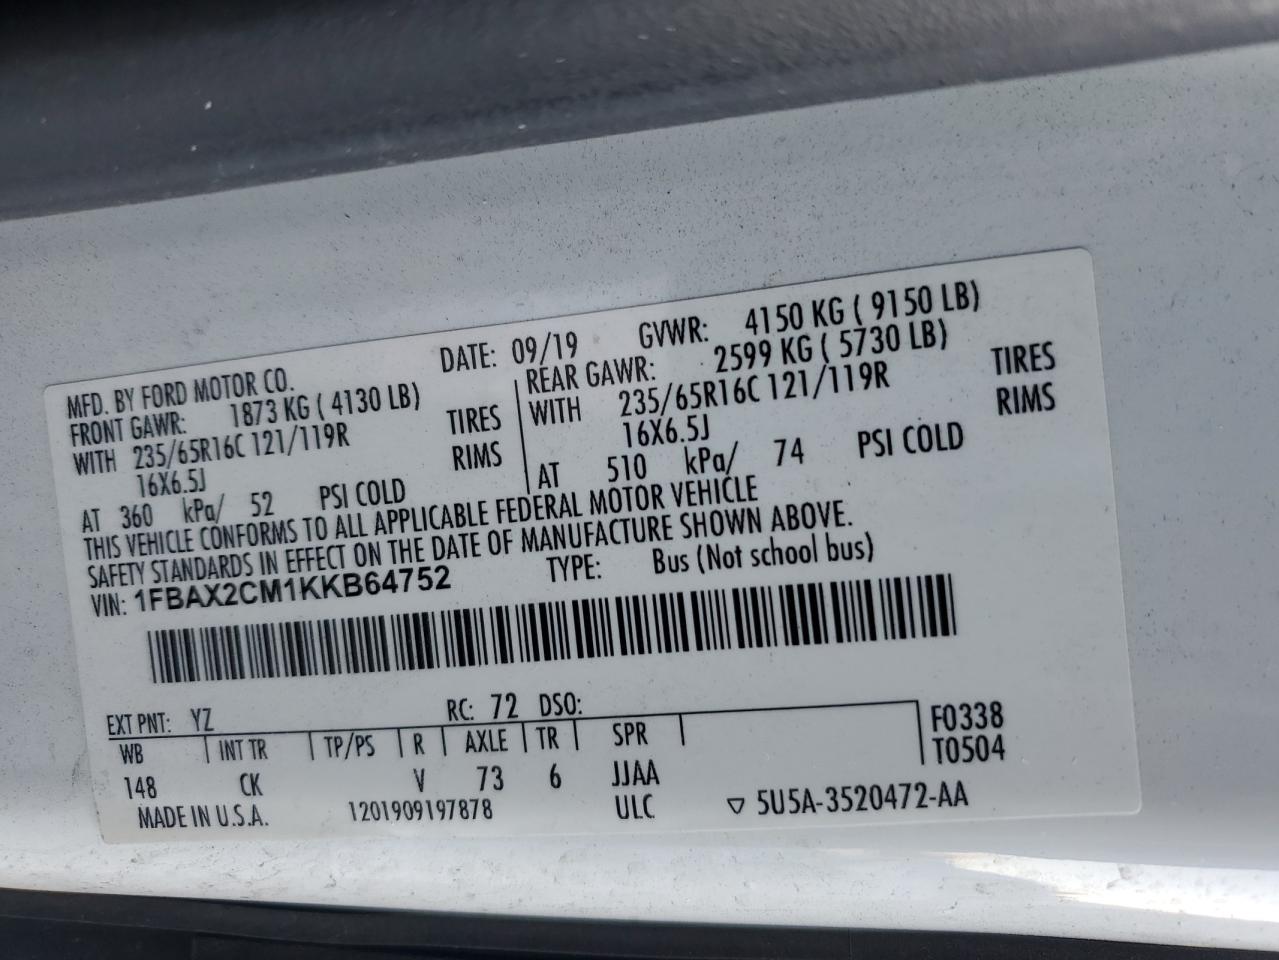 MFD. BY FORD MOTOR CO. DATE: 09/19 GVWR: 4150 KG ( 9150 LB)
FRONT GAWR: 1873 KG ( 4130 LB) REAR GAWR: 2599 KG ( 5730 LB)
WITH 235/65R16C 121/119R TIRES WITH 235/65R16C 121/119R TIRES
16X6.5J RIMS 16X6.5J RIMS
AT 360 kPa/ 52 PSI COLD AT 510 kPa/ 74 PSI COLD
THIS VEHICLE CONFORMS TO ALL APPLICABLE FEDERAL MOTOR VEHICLE
SAFETY STANDARDS IN EFFECT ON THE DATE OF MANUFACTURE SHOWN ABOVE.
VIN: 1FBAX2CM1KKB64752 TYPE: Bus (Not school bus)
EXT PNT: YZ RC: 72 DSO:
WB INT TR TP/PS R AXLE TR SPR F0338
148 CK V 73 6 JJAA T0504
MADE IN U.S.A. 1201909197878 ULC ▽ 5U5A-3520472-AA